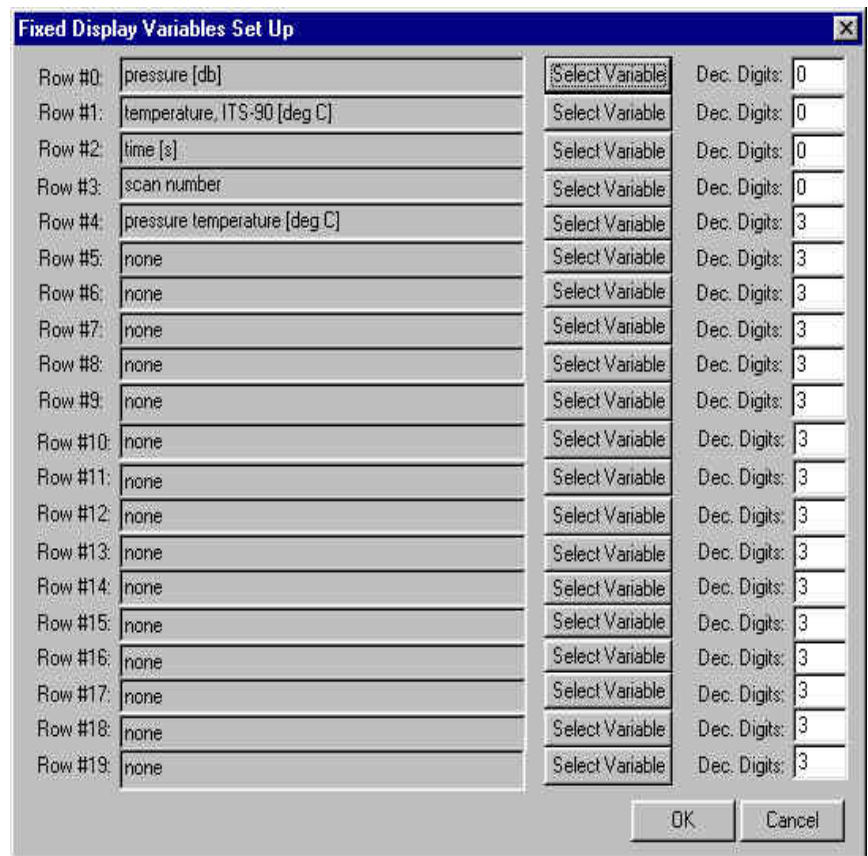 Fixed Display Variables Set Up
Row #0: pressure [db] Select Variable Dec. Digits: 0
Row #1: temperature, ITS-90 [deg C] Select Variable Dec. Digits: 0
Row #2: time [s] Select Variable Dec. Digits: 0
Row #3: scan number Select Variable Dec. Digits: 0
Row #4: pressure temperature [deg C] Select Variable Dec. Digits: 3
Row #5: none Select Variable Dec. Digits: 3
Row #6: none Select Variable Dec. Digits: 3
Row #7: none Select Variable Dec. Digits: 3
Row #8: none Select Variable Dec. Digits: 3
Row #9: none Select Variable Dec. Digits: 3
Row #10: none Select Variable Dec. Digits: 3
Row #11: none Select Variable Dec. Digits: 3
Row #12: none Select Variable Dec. Digits: 3
Row #13: none Select Variable Dec. Digits: 3
Row #14: none Select Variable Dec. Digits: 3
Row #15: none Select Variable Dec. Digits: 3
Row #16: none Select Variable Dec. Digits: 3
Row #17: none Select Variable Dec. Digits: 3
Row #18: none Select Variable Dec. Digits: 3
Row #19: none Select Variable Dec. Digits: 3
OK Cancel